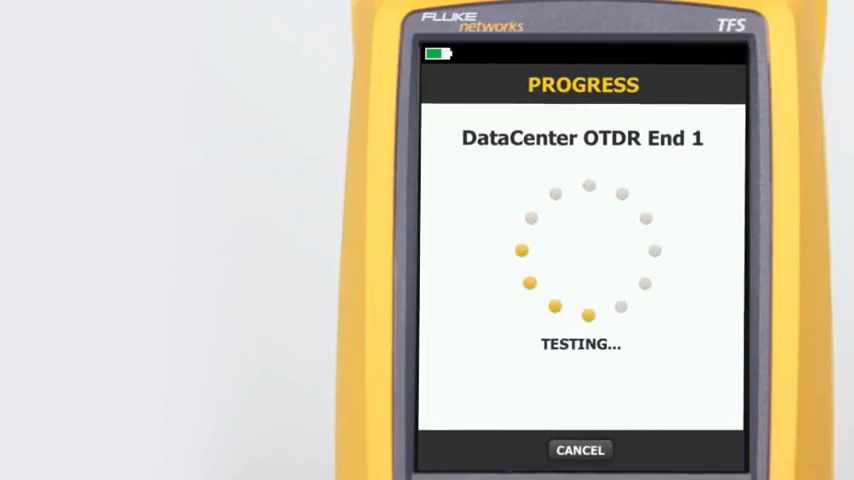 FLUKE
networks
TFS
PROGRESS
DataCenter OTDR End 1
TESTING...
CANCEL